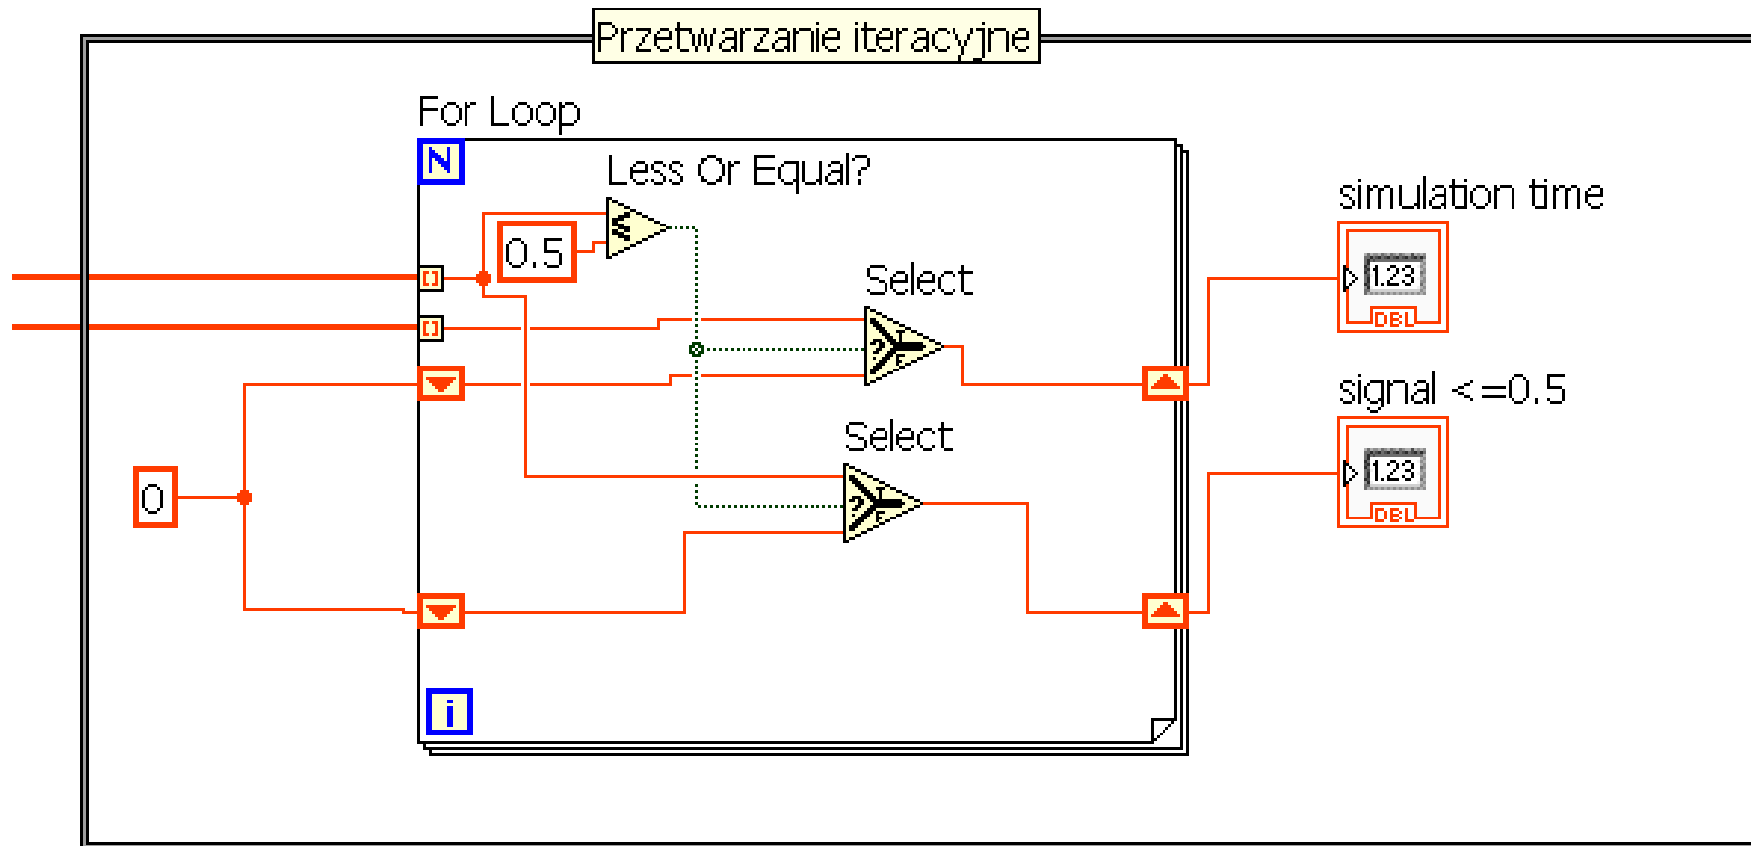 Przetwarzanie iteracyjne
For Loop
N
Less Or Equal?
0.5
simulation time
1.23
DBL
Select
? T F
signal <=0.5
1.23
DBL
Select
? T F
0
i